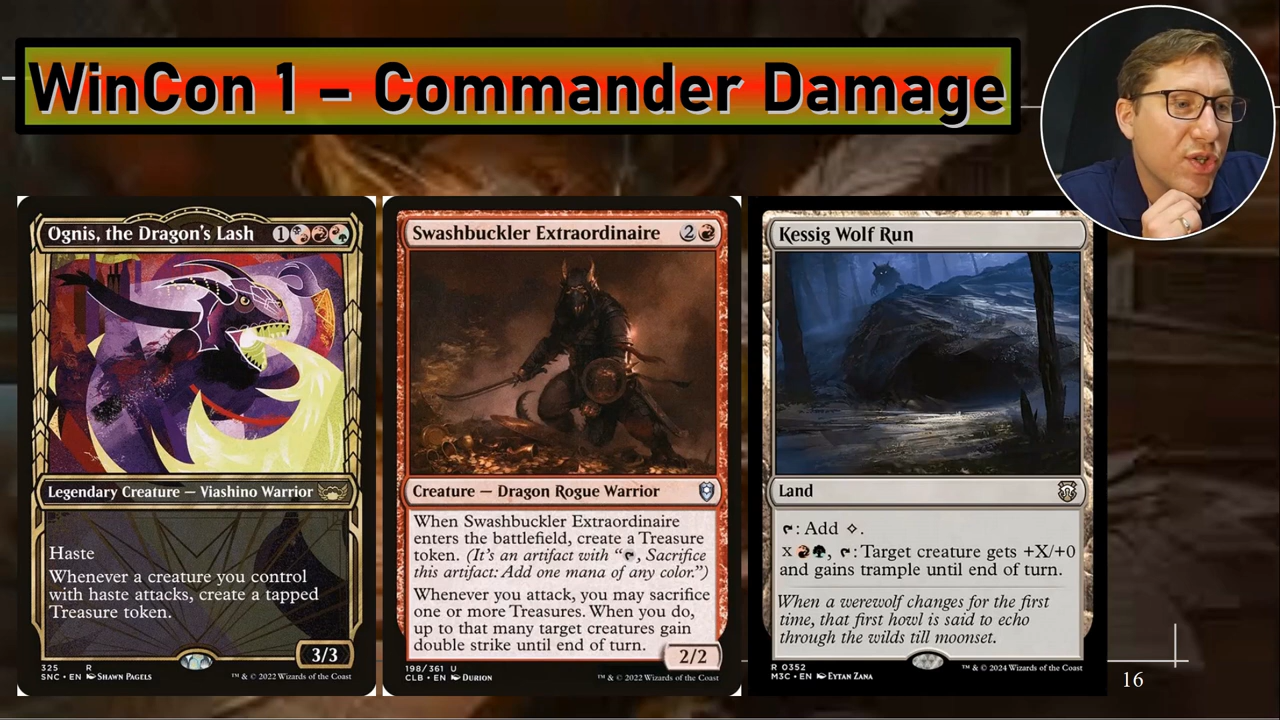 WinCon 1 – Commander Damage
Ognis, the Dragon's Lash 1
Legendary Creature — Viashino Warrior
Haste
Whenever a creature you control
with haste attacks, create a tapped
Treasure token.
3/3
325 R
SNC • EN Shawn Pagels
™ & © 2022 Wizards of the Coast
Swashbuckler Extraordinaire 2
Creature — Dragon Rogue Warrior
When Swashbuckler Extraordinaire
enters the battlefield, create a Treasure
token. (It's an artifact with “, Sacrifice
this artifact: Add one mana of any color.”)
Whenever you attack, you may sacrifice
one or more Treasures. When you do,
up to that many target creatures gain
double strike until end of turn.
2/2
198/361 U
CLB • EN Durion
™ & © 2022 Wizards of the Coast
Kessig Wolf Run
Land
: Add .
X , : Target creature gets +X/+0
and gains trample until end of turn.
When a werewolf changes for the first
time, that first howl is said to echo
through the wilds till moonset.
R 0352
M3C • EN Eytan Zana
™ & © 2024 Wizards of the Coast
16